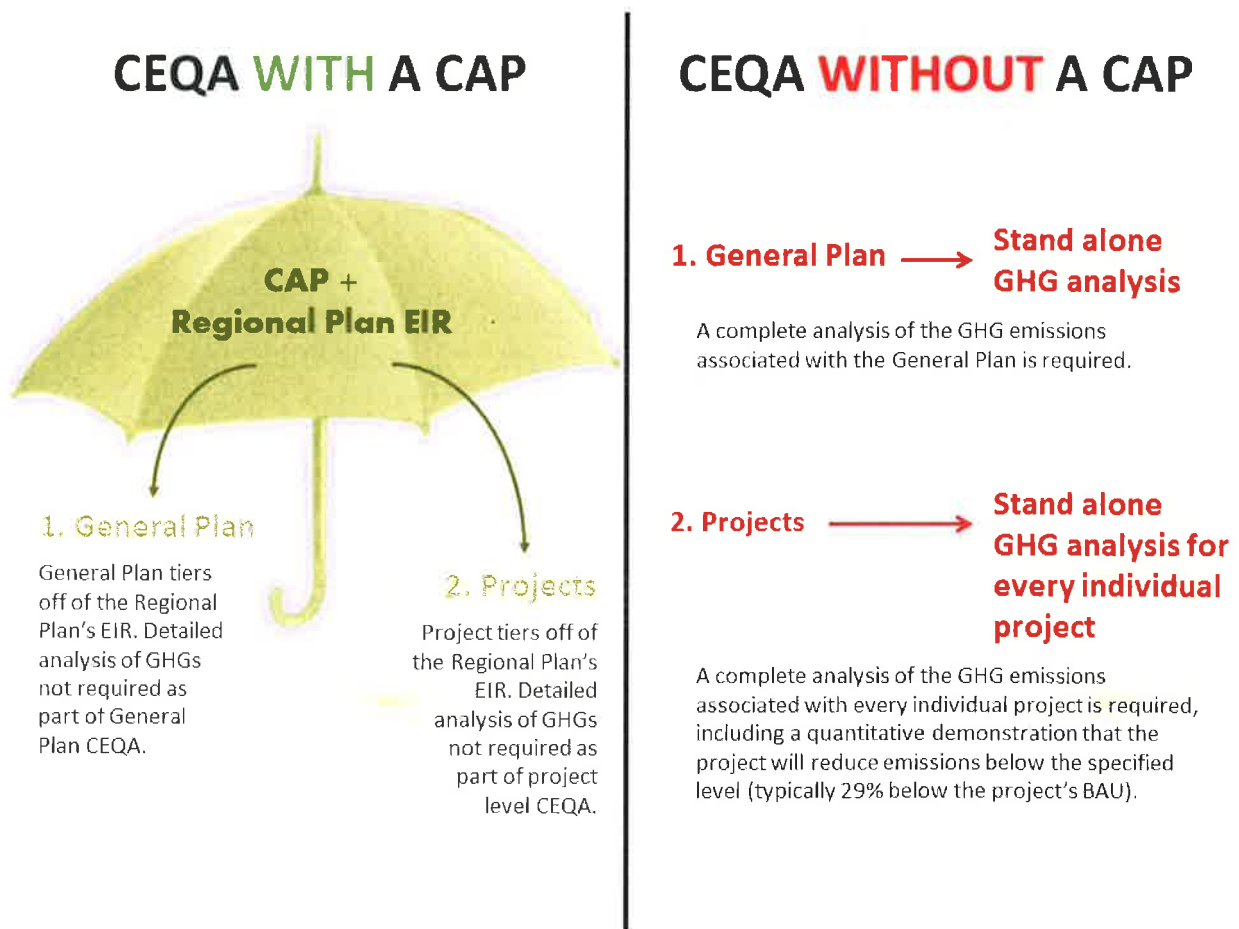 CEQA WITH A CAP
CAP +
Regional Plan EIR
1. General Plan
General Plan tiers
off of the Regional
Plan's EIR. Detailed
analysis of GHGs
not required as
part of General
Plan CEQA.
2. Projects
Project tiers off of
the Regional Plan's
EIR. Detailed
analysis of GHGs
not required as
part of project
level CEQA.
CEQA WITHOUT A CAP
1. General Plan
Stand alone
GHG analysis
A complete analysis of the GHG emissions
associated with the General Plan is required.
2. Projects
Stand alone
GHG analysis for
every individual
project
A complete analysis of the GHG emissions
associated with every individual project is required,
including a quantitative demonstration that the
project will reduce emissions below the specified
level (typically 29% below the project's BAU).